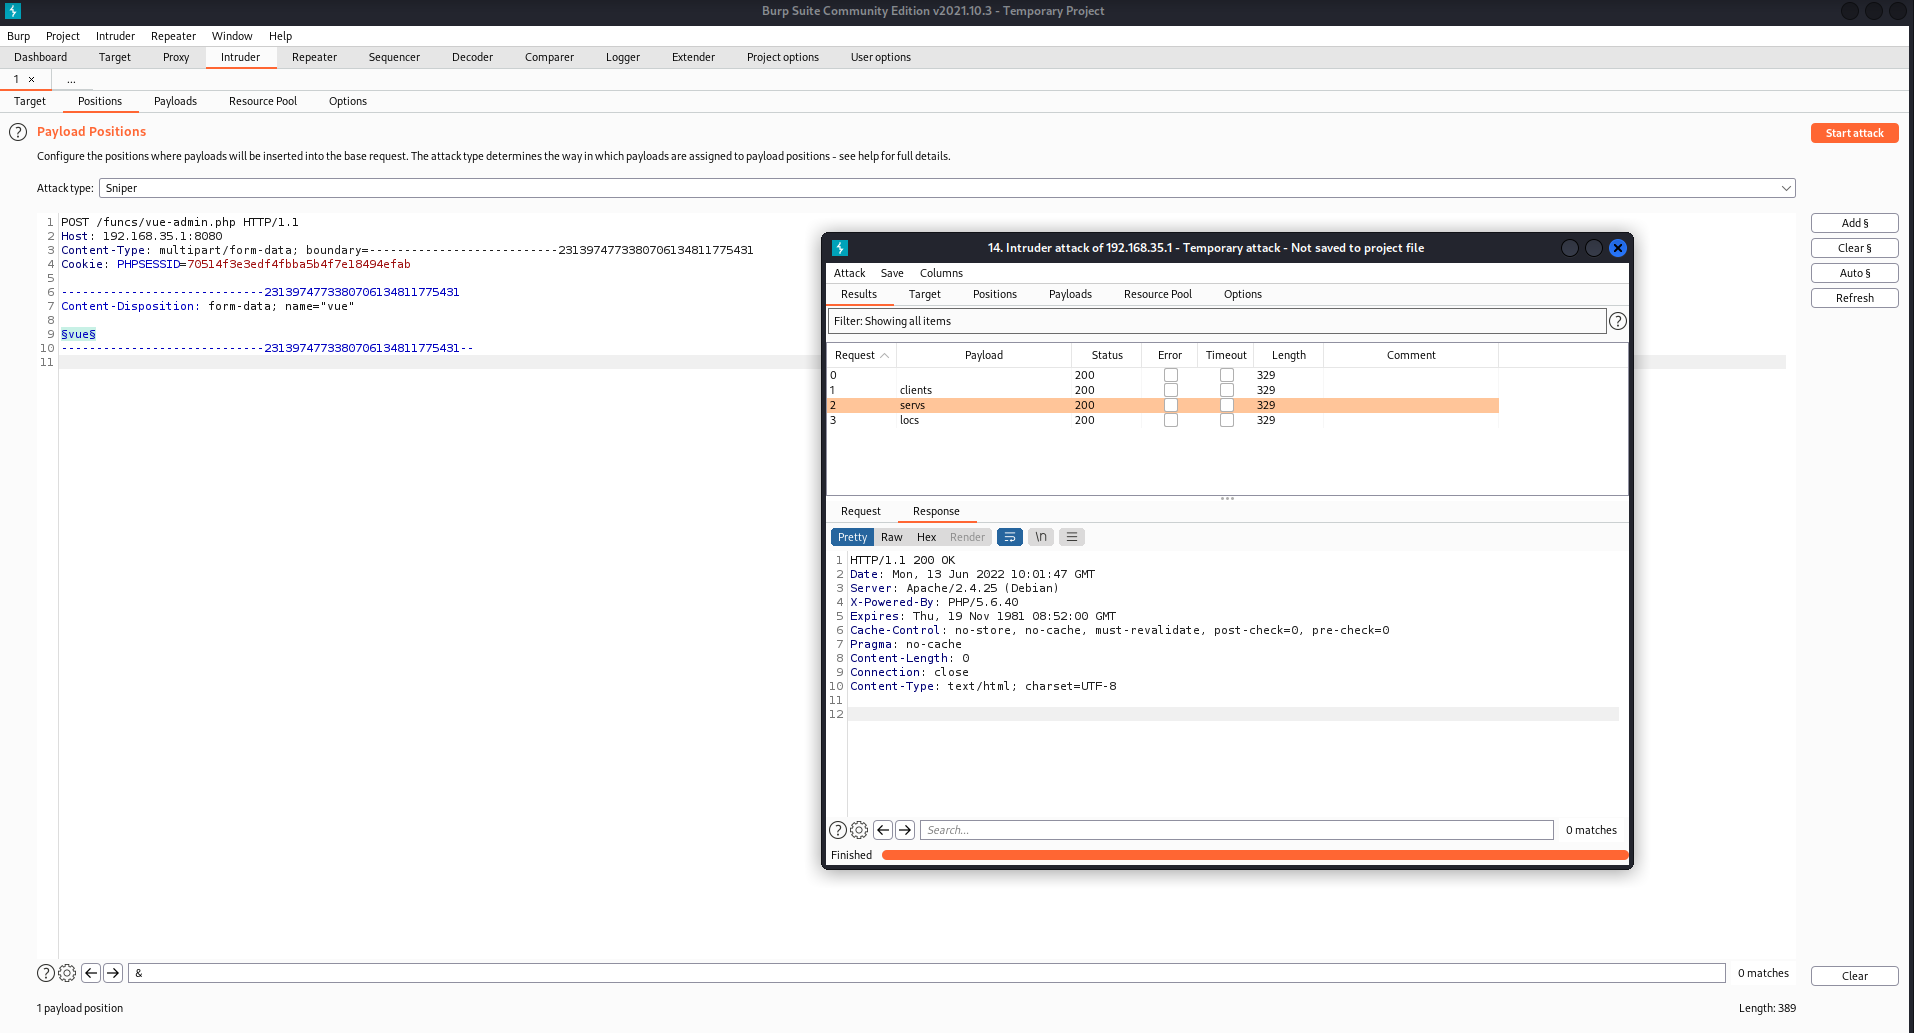 Burp Suite Community Edition v2021.10.3 - Temporary Project
Burp Project Intruder Repeater Window Help
Dashboard Target Proxy Intruder Repeater Sequencer Decoder Comparer Logger Extender Project options User options
1 × ...
Target Positions Payloads Resource Pool Options
? Payload Positions
Start attack
Configure the positions where payloads will be inserted into the base request. The attack type determines the way in which payloads are assigned to payload positions - see help for full details.
Attack type: Sniper
1 POST /funcs/vue-admin.php HTTP/1.1
2 Host: 192.168.35.1:8080
3 Content-Type: multipart/form-data; boundary=---------------------------2313974773380706134811775431
4 Cookie: PHPSESSID=70514f3e3edf4fbba5b4f7e18494efab
5
6 -----------------------------2313974773380706134811775431
7 Content-Disposition: form-data; name="vue"
8
9 §vue§
10 -----------------------------2313974773380706134811775431--
11
Add §
Clear §
Auto §
Refresh
14. Intruder attack of 192.168.35.1 - Temporary attack - Not saved to project file
Attack Save Columns
Results Target Positions Payloads Resource Pool Options
Filter: Showing all items ?
Request Payload Status Error Timeout Length Comment
0 200 329
1 clients 200 329
2 servs 200 329
3 locs 200 329
Request Response
Pretty Raw Hex Render \n
1 HTTP/1.1 200 OK
2 Date: Mon, 13 Jun 2022 10:01:47 GMT
3 Server: Apache/2.4.25 (Debian)
4 X-Powered-By: PHP/5.6.40
5 Expires: Thu, 19 Nov 1981 08:52:00 GMT
6 Cache-Control: no-store, no-cache, must-revalidate, post-check=0, pre-check=0
7 Pragma: no-cache
8 Content-Length: 0
9 Connection: close
10 Content-Type: text/html; charset=UTF-8
11
12
? Search... 0 matches
Finished
? & 0 matches
Clear
1 payload position
Length: 389